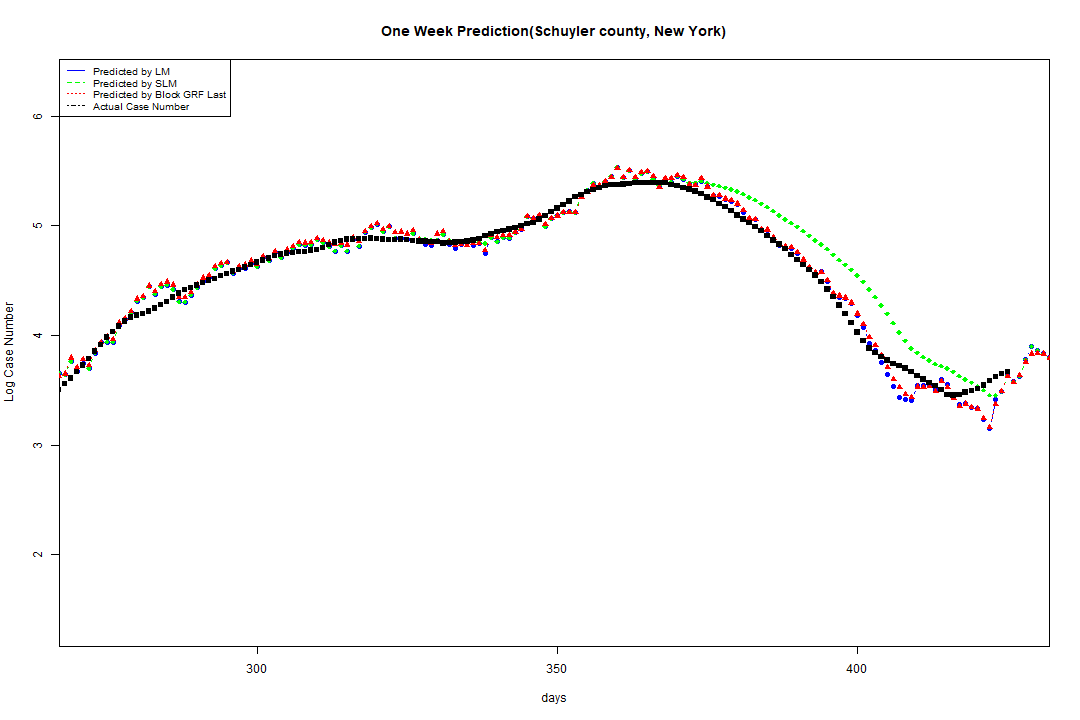 One Week Prediction(Schuyler county, New York)
Predicted by LM
Predicted by SLM
Predicted by Block GRF Last
Actual Case Number
6
5
4
3
2
Log Case Number
300 350 400
days